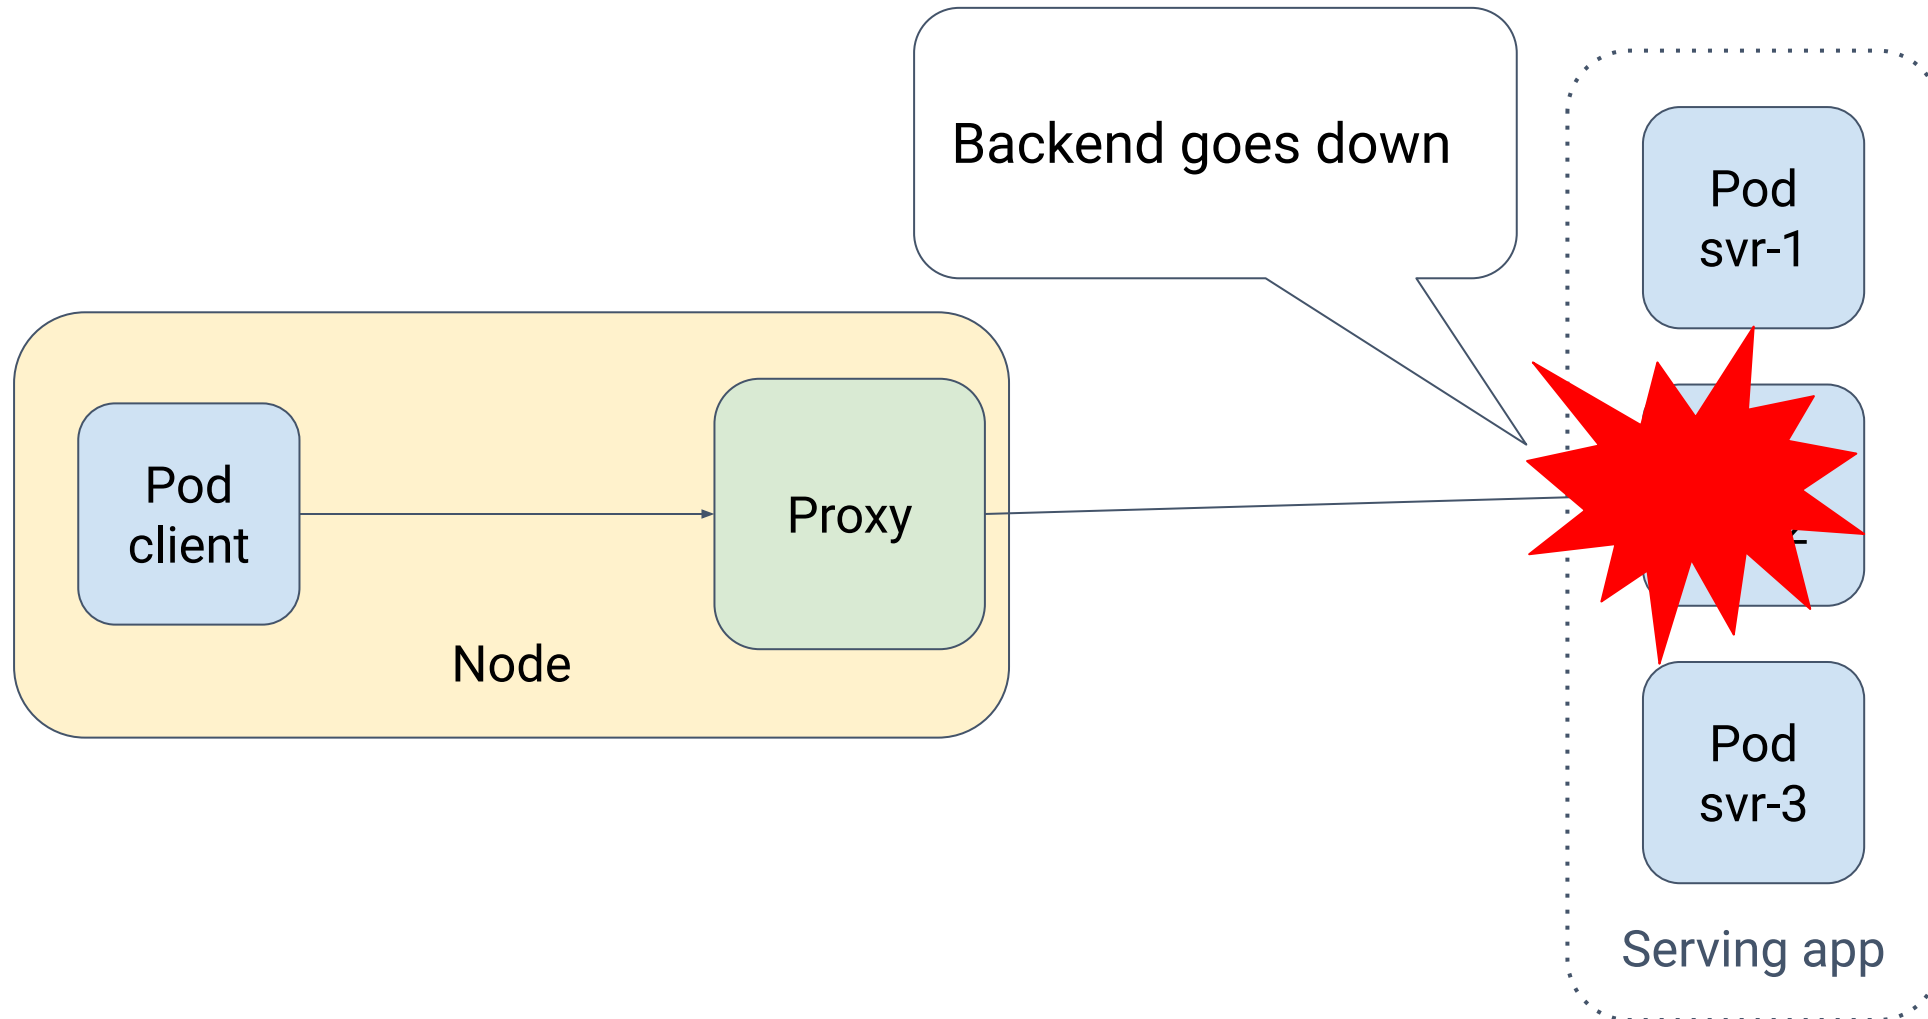 Backend goes down
Pod
svr-1
Pod
client
Proxy
Node
Pod
svr-3
Serving app